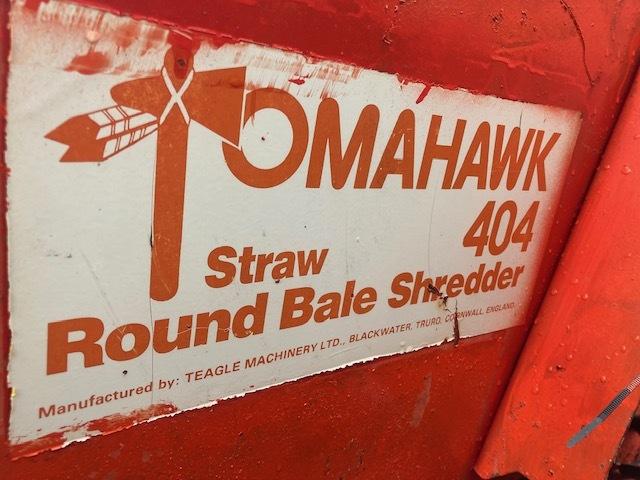 TOMAHAWK
404
Straw
Round Bale Shredder
Manufactured by: TEAGLE MACHINERY LTD., BLACKWATER, TRURO, CORNWALL, ENGLAND.